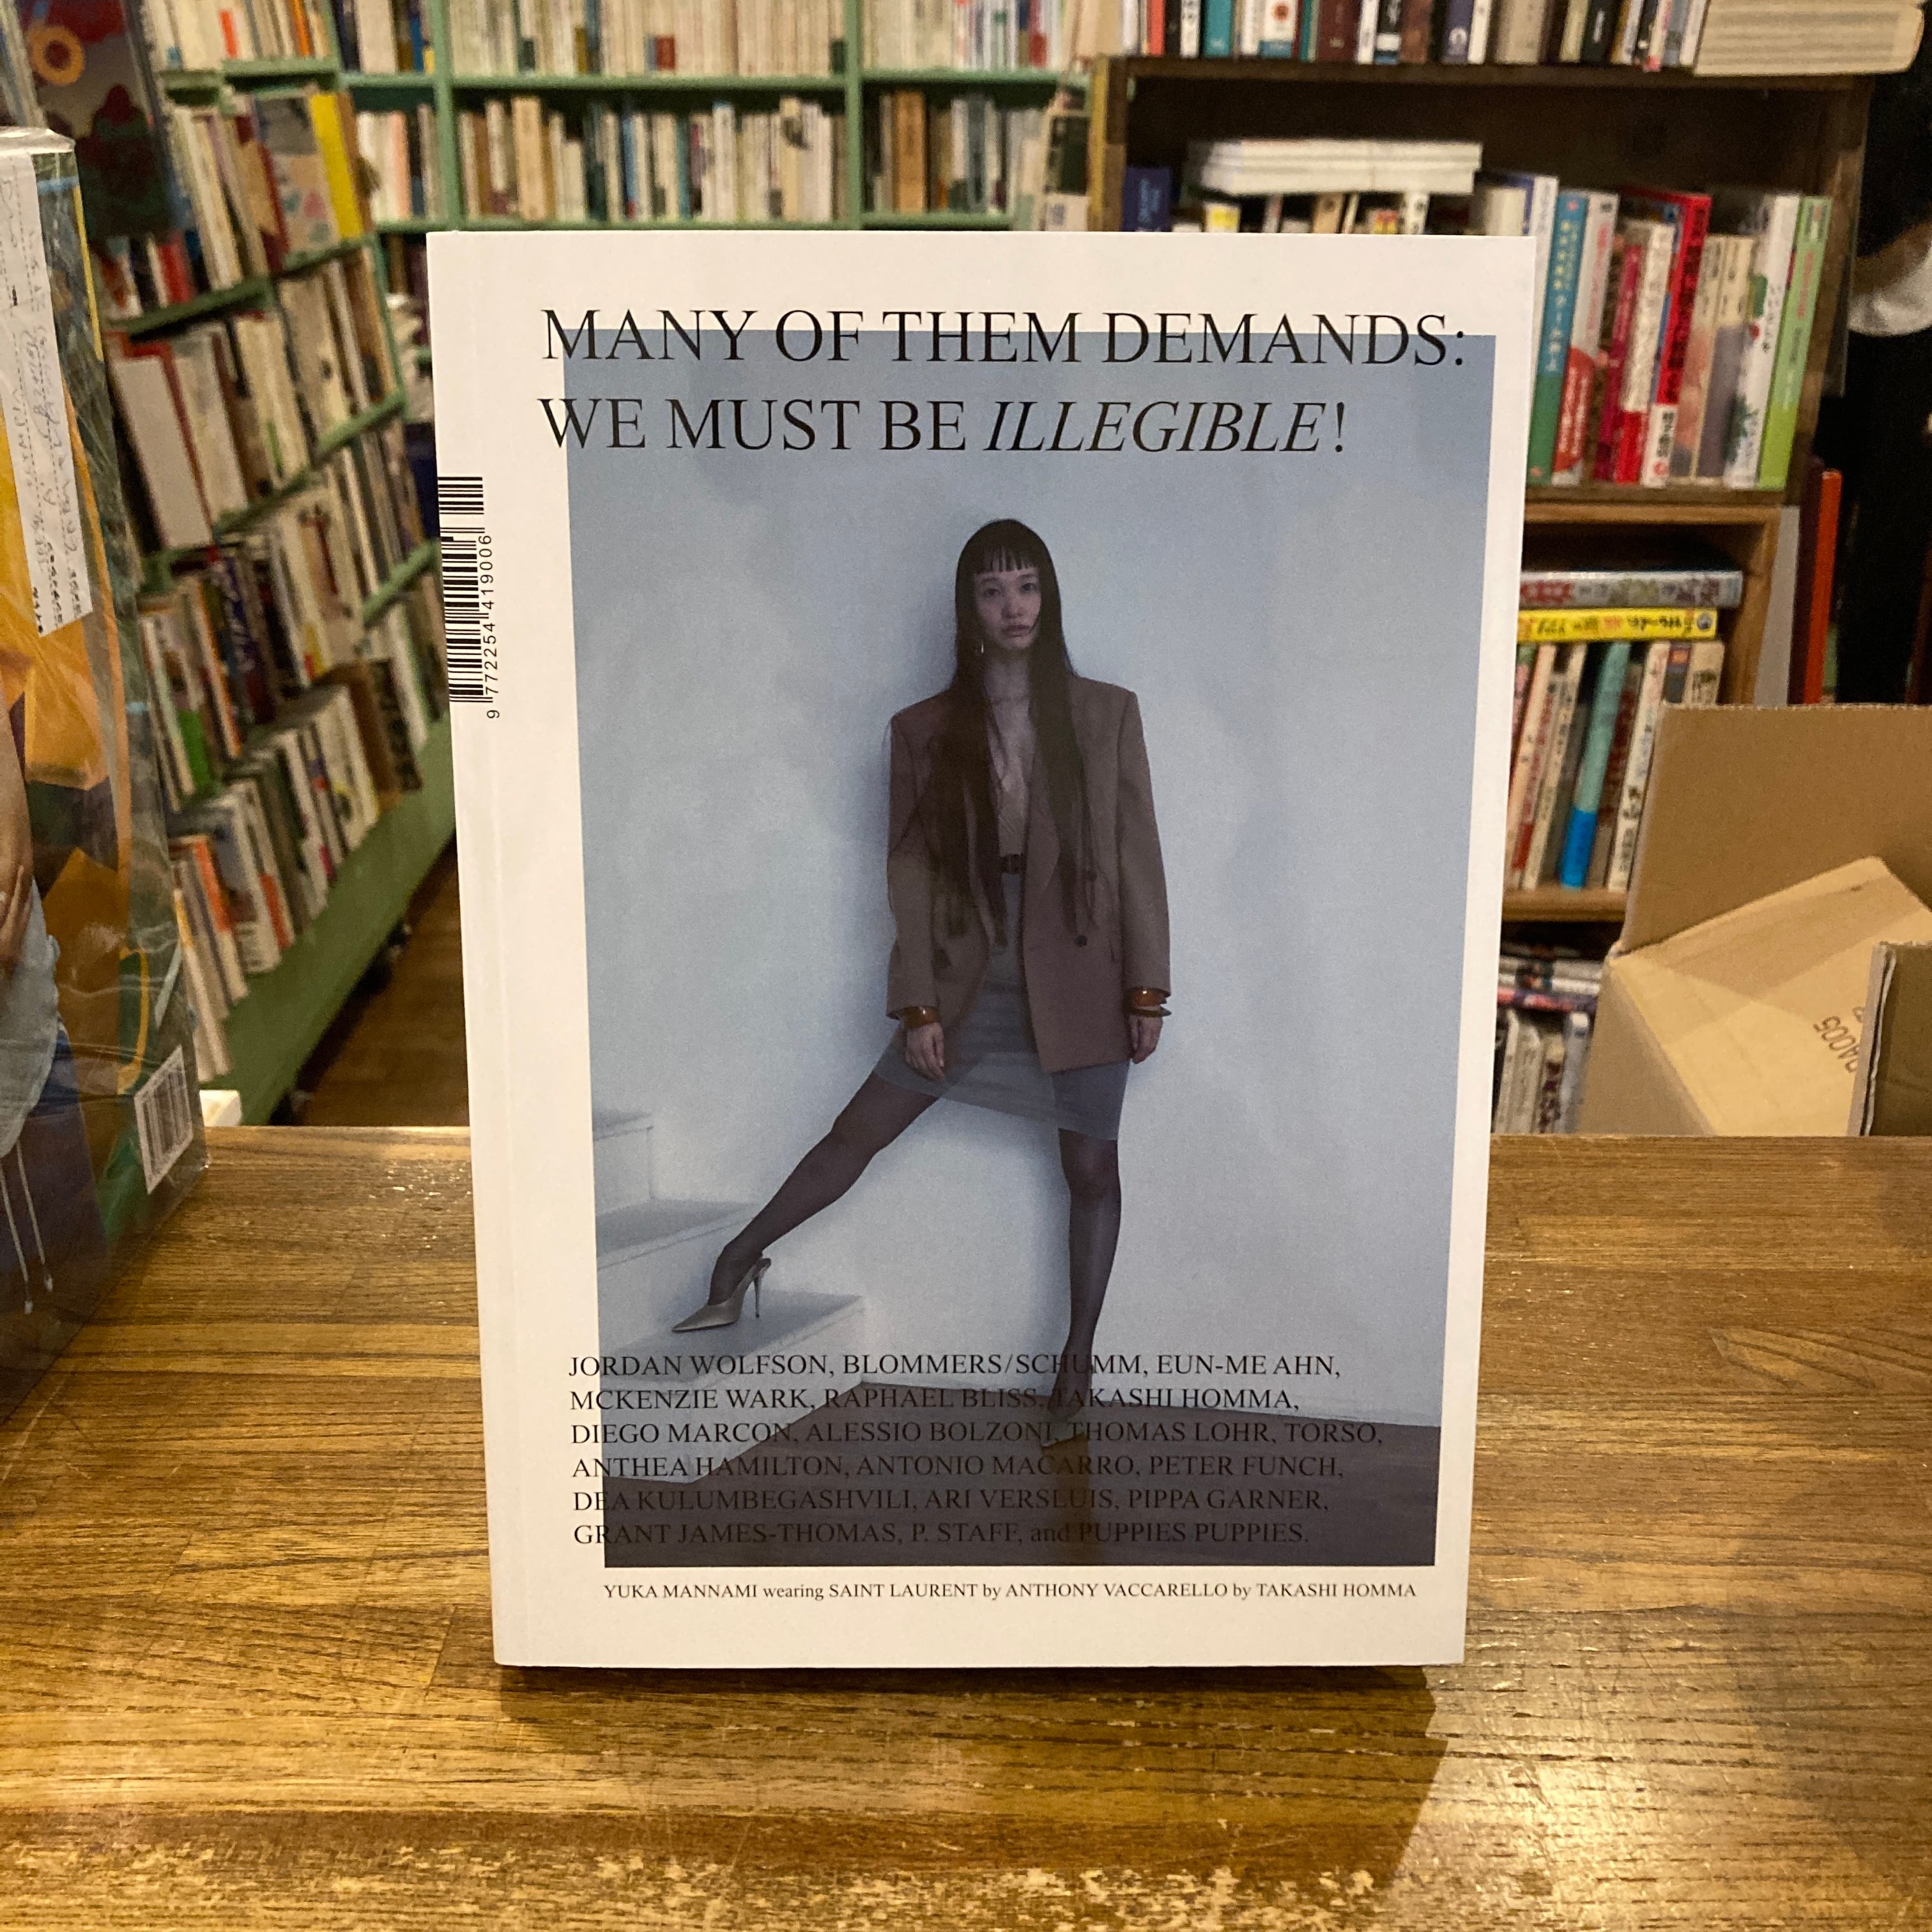 MANY OF THEM DEMANDS:
WE MUST BE ILLEGIBLE!
9 772254 419006
JORDAN WOLFSON, BLOMMERS/SCHUMM, EUN-ME AHN,
MCKENZIE WARK, RAPHAEL BLISS, TAKASHI HOMMA,
DIEGO MARCON, ALESSIO BOLZONI, THOMAS LOHR, TORSO,
ANTHEA HAMILTON, ANTONIO MACARRO, PETER FUNCH,
DEA KULUMBEGASHVILI, ARI VERSLUIS, PIPPA GARNER,
GRANT JAMES-THOMAS, P. STAFF, and PUPPIES PUPPIES.
YUKA MANNAMI wearing SAINT LAURENT by ANTHONY VACCARELLO by TAKASHI HOMMA